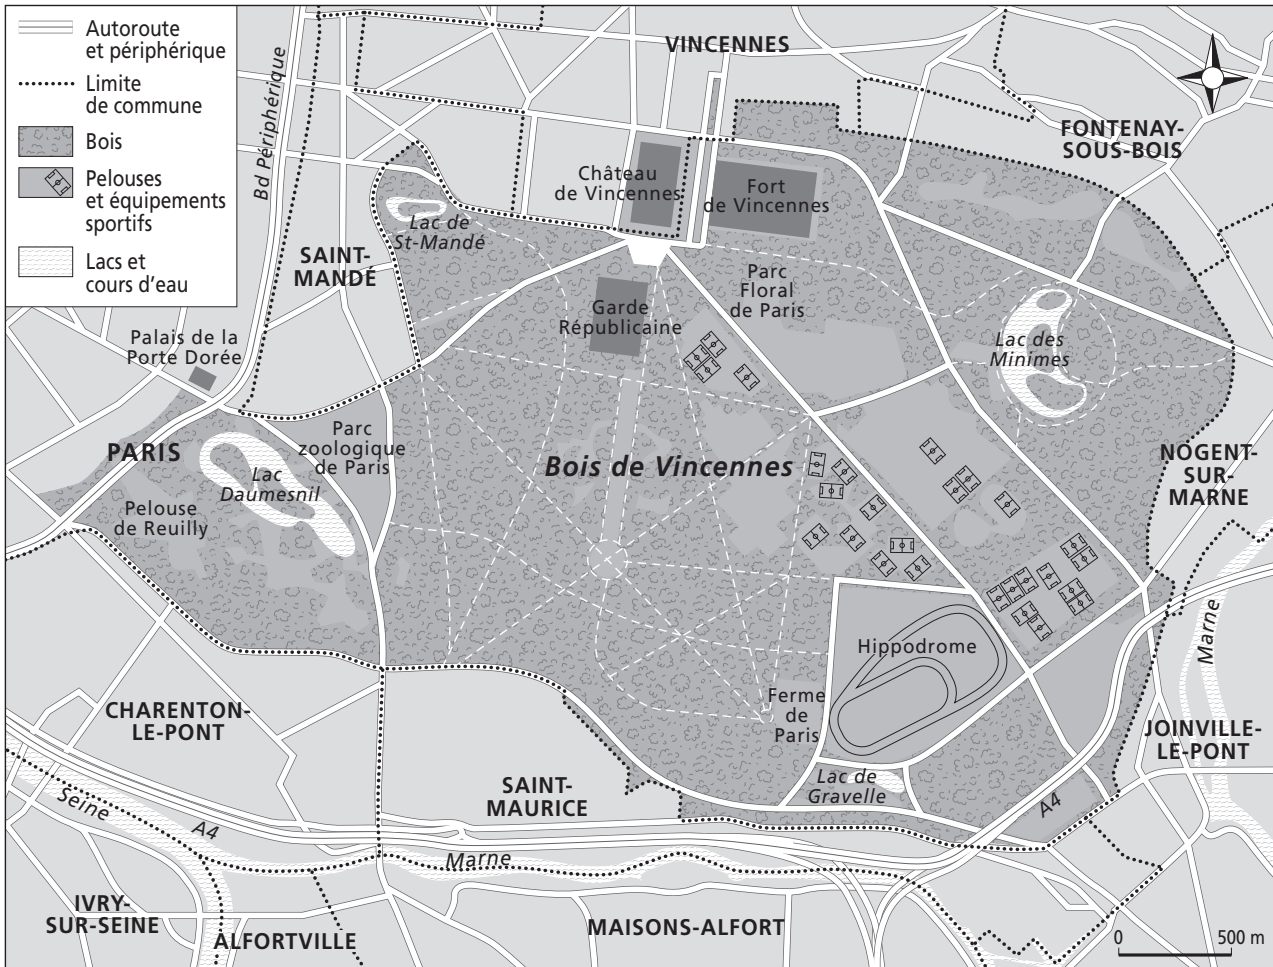 Autoroute
et périphérique
Limite
de commune
Bois
Pelouses
et équipements
sportifs
Lacs et
cours d'eau
Bd Périphérique
VINCENNES
FONTENAY-
SOUS-BOIS
Château
de Vincennes
Fort
de Vincennes
Lac de
St-Mandé
SAINT-
MANDÉ
Parc
Floral
de Paris
Garde
Républicaine
Lac des
Minimes
Palais de la
Porte Dorée
PARIS
Parc
zoologique
de Paris
Lac
Daumesnil
Bois de Vincennes
NOGENT-
SUR-
MARNE
Pelouse
de Reuilly
Marne
Hippodrome
Ferme
de
Paris
CHARENTON-
LE-PONT
JOINVILLE-
LE-PONT
SAINT-
MAURICE
Lac de
Gravelle
Seine
A4
A4
Marne
IVRY-
SUR-SEINE
ALFORTVILLE
MAISONS-ALFORT
0 500 m